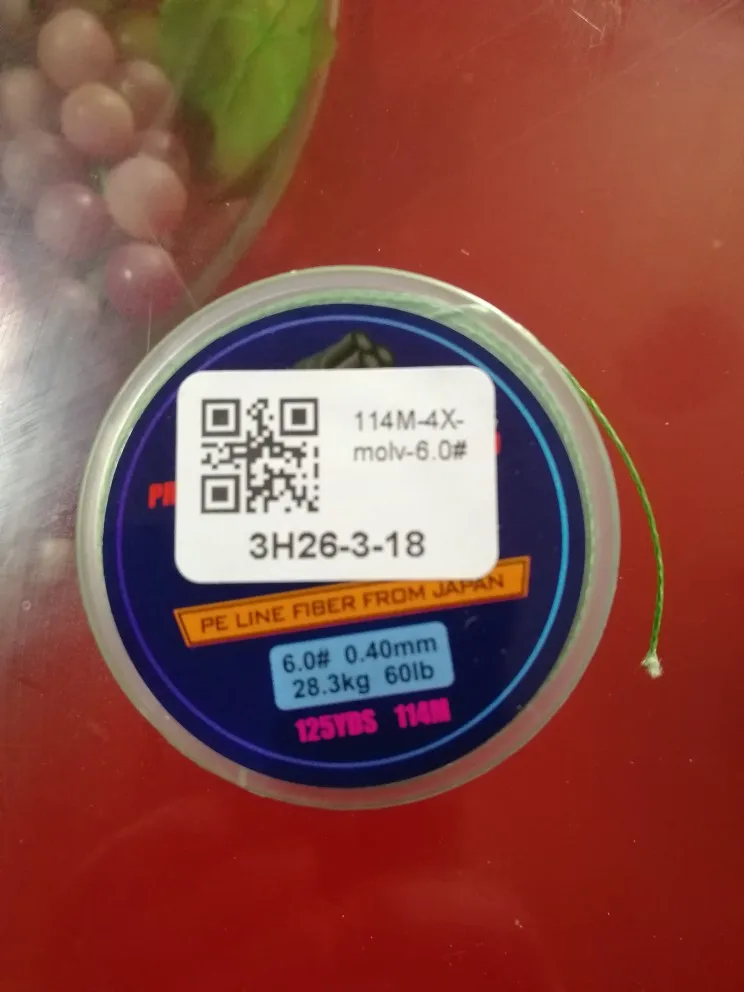 114M-4X-
molv-6.0#
3H26-3-18
PE LINE FIBER FROM JAPAN
6.0# 0.40mm
28.3kg 60lb
125YDS 114M